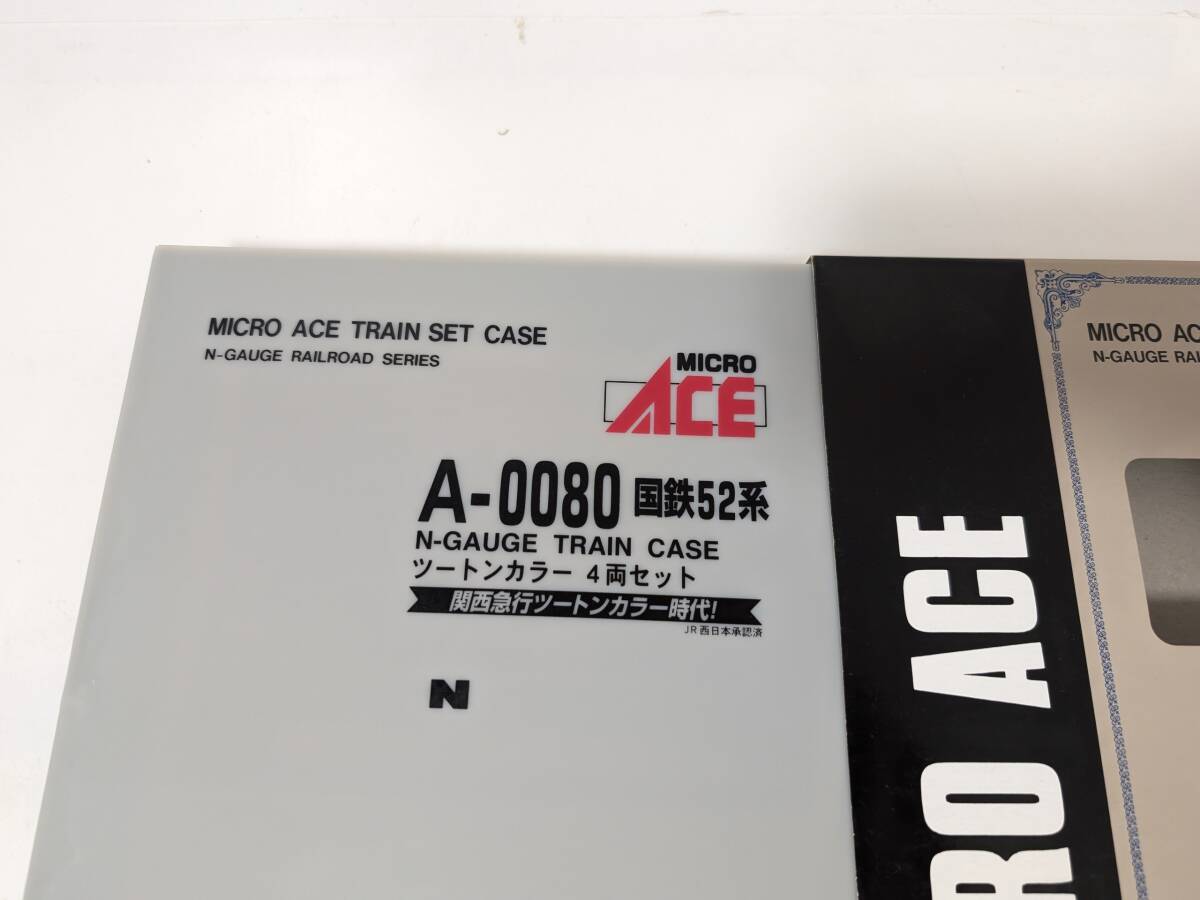 MICRO ACE TRAIN SET CASE
N-GAUGE RAILROAD SERIES
MICRO
ACE
A-0080 国鉄52系
N-GAUGE TRAIN CASE
ツートンカラー 4両セット
関西急行ツートンカラー時代!
JR西日本承認済
N
RO ACE
MICRO AC
N-GAUGE RAI